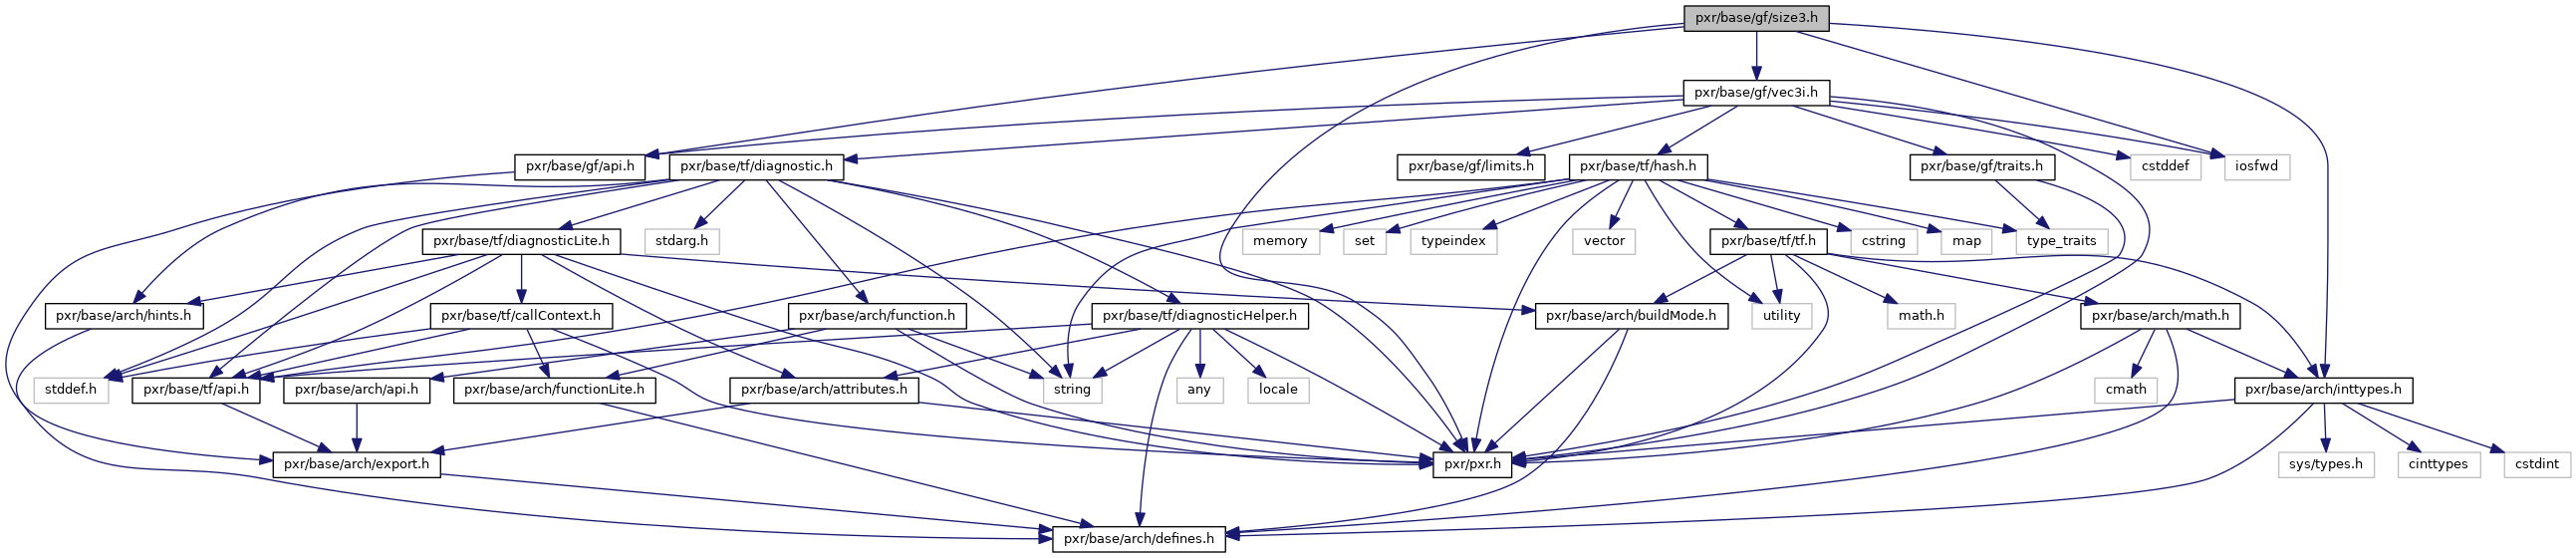 pxr/base/gf/size3.h
pxr/base/gf/vec3i.h
pxr/base/gf/api.h
pxr/base/tf/diagnostic.h
pxr/base/gf/limits.h
pxr/base/tf/hash.h
pxr/base/gf/traits.h
cstddef
iosfwd
pxr/base/tf/diagnosticLite.h
stdarg.h
memory
set
typeindex
vector
pxr/base/tf/tf.h
cstring
map
type_traits
pxr/base/arch/hints.h
pxr/base/tf/callContext.h
pxr/base/arch/function.h
pxr/base/tf/diagnosticHelper.h
pxr/base/arch/buildMode.h
utility
math.h
pxr/base/arch/math.h
stddef.h
pxr/base/tf/api.h
pxr/base/arch/api.h
pxr/base/arch/functionLite.h
pxr/base/arch/attributes.h
string
any
locale
cmath
pxr/base/arch/inttypes.h
pxr/base/arch/export.h
pxr/pxr.h
sys/types.h
cinttypes
cstdint
pxr/base/arch/defines.h